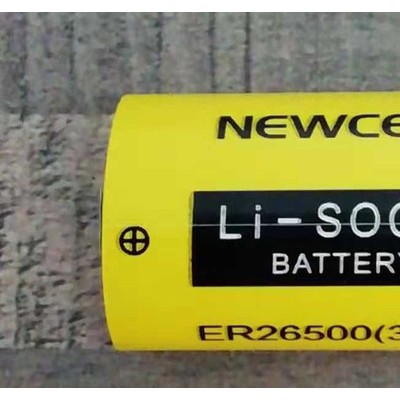 NEWCE
Li-SOC
BATTERY
ER26500(3